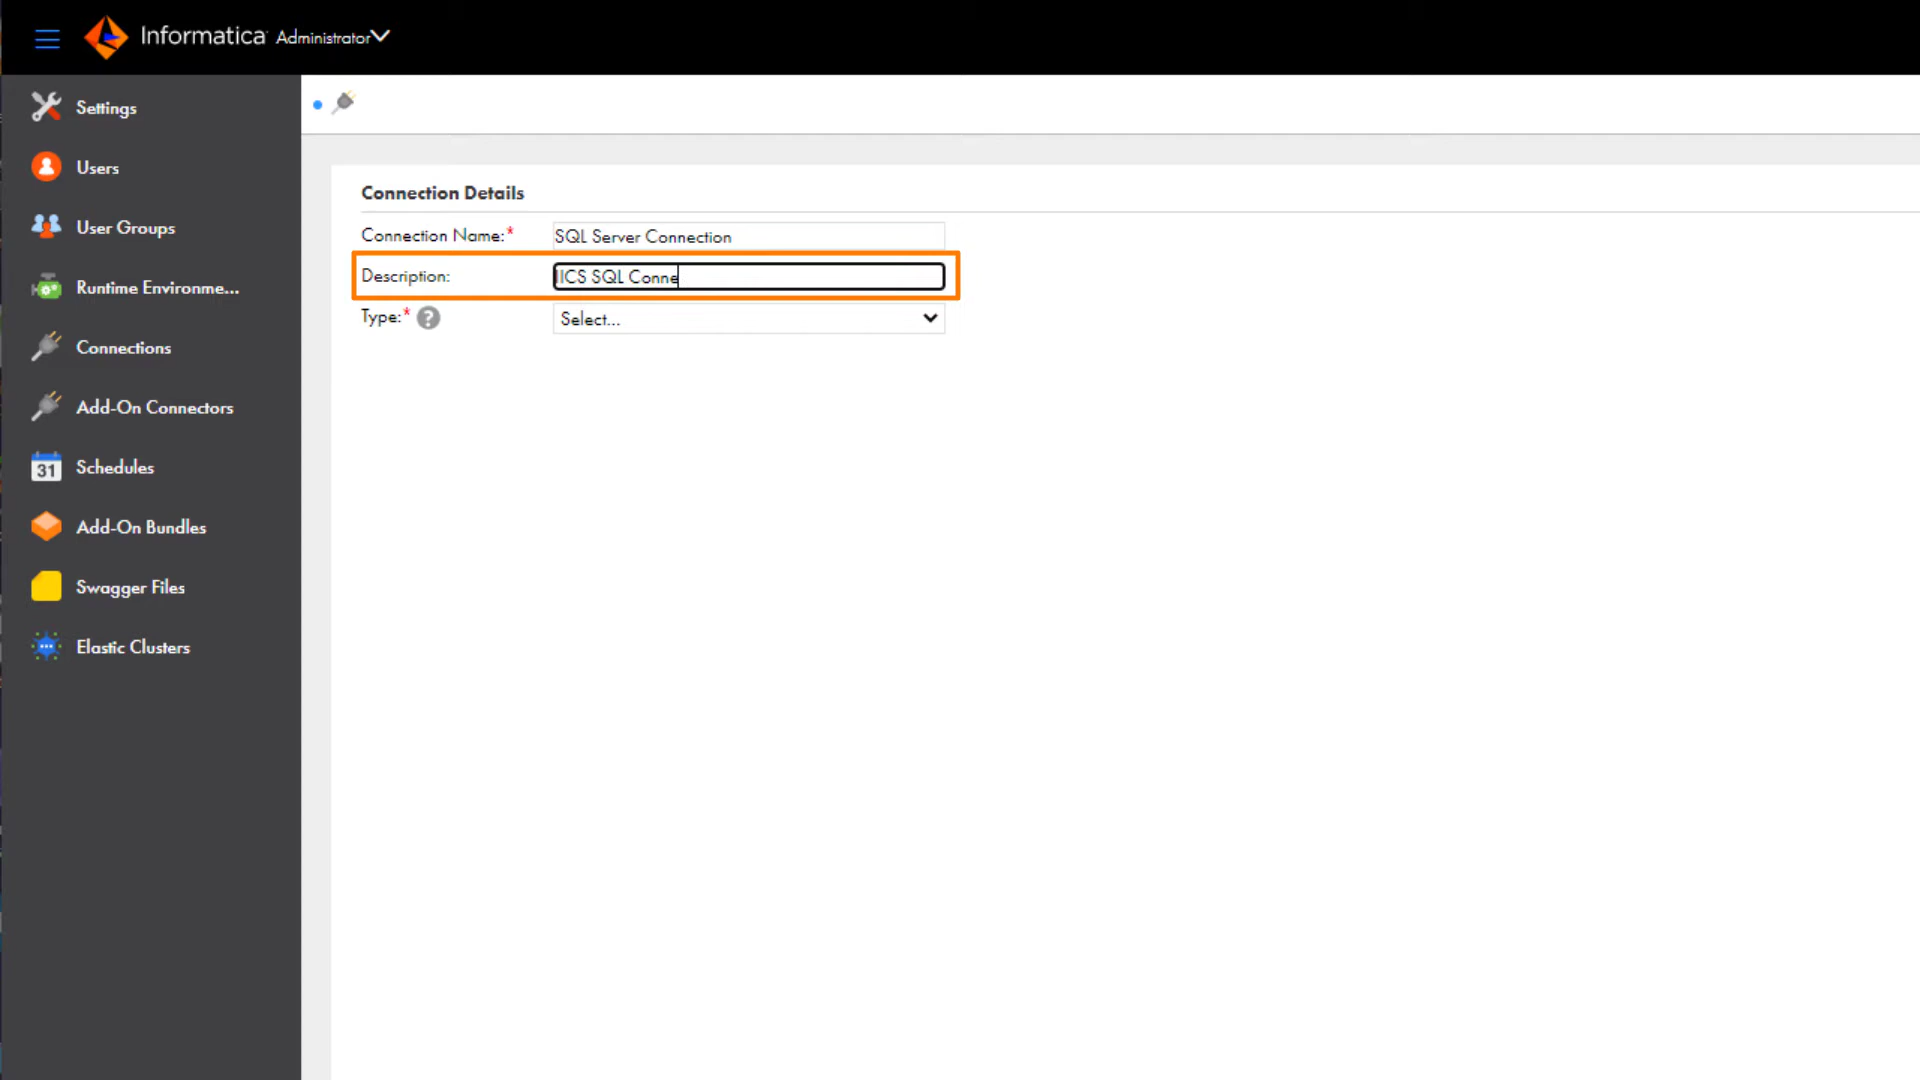 Informatica Administrator
Settings
Users
User Groups
Runtime Environme...
Connections
Add-On Connectors
31
Schedules
Add-On Bundles
Swagger Files
Elastic Clusters
Connection Details
Connection Name:* SQL Server Connection
Description: IICS SQL Conne
Type:* ? Select...